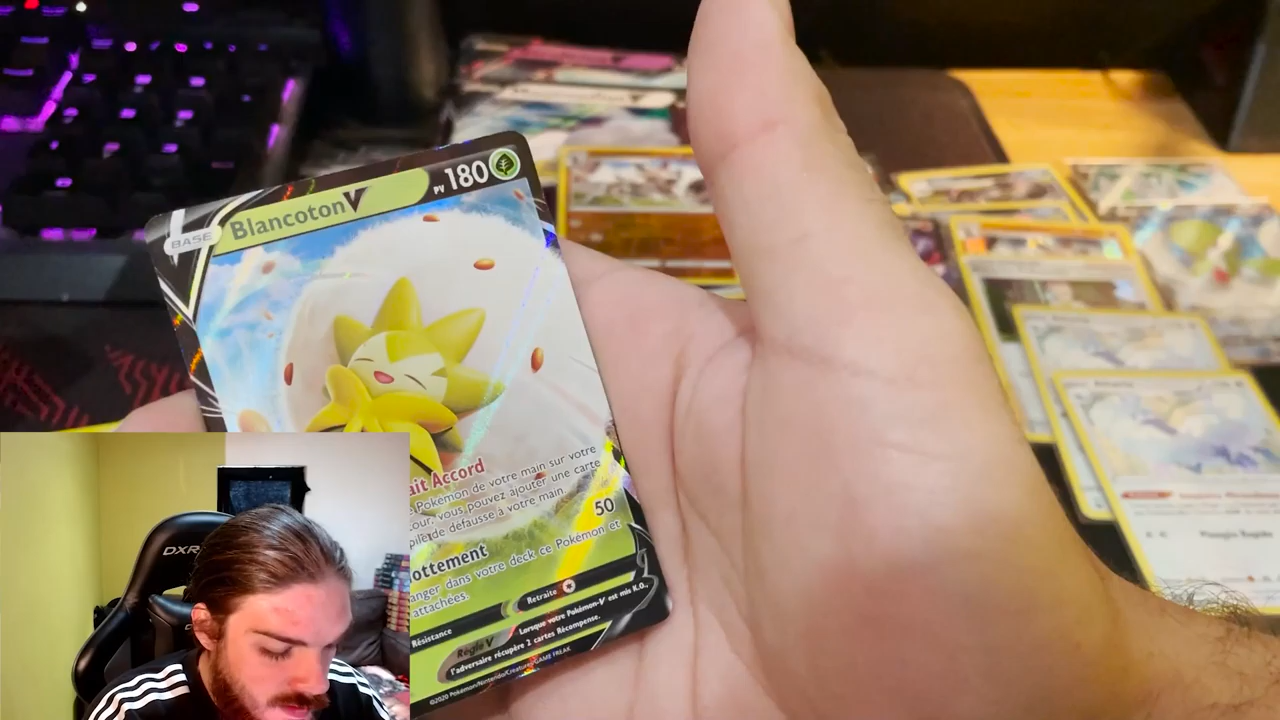 BASE Blancoton V PV 180
ait Accord
Pokémon de votre main sur votre
our, vous pouvez ajouter une carte
pile de défausse à votre main.
50
lottement
anger dans votre deck ce Pokémon et
attachées.
Résistance
Retraite
Règle V
Lorsque votre Pokémon-V est mis K.O.,
l'adversaire récupère 2 cartes Récompense.
©2020 Pokémon/Nintendo/Creatures/GAME FREAK
DXR